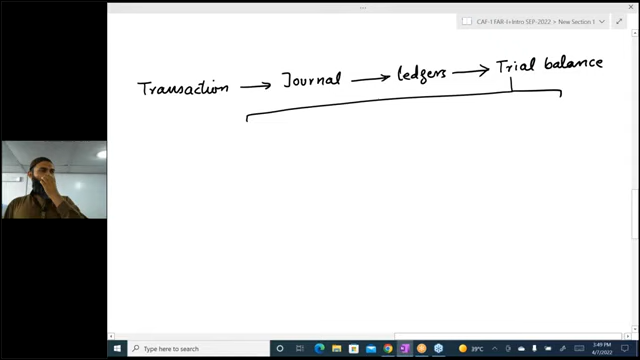 CAF-1 FAR-I+Intro SEP-2022 > New Section 1
Transaction → Journal → Ledgers → Trial balance
Type here to search
39°C
3:49 PM
4/7/2022